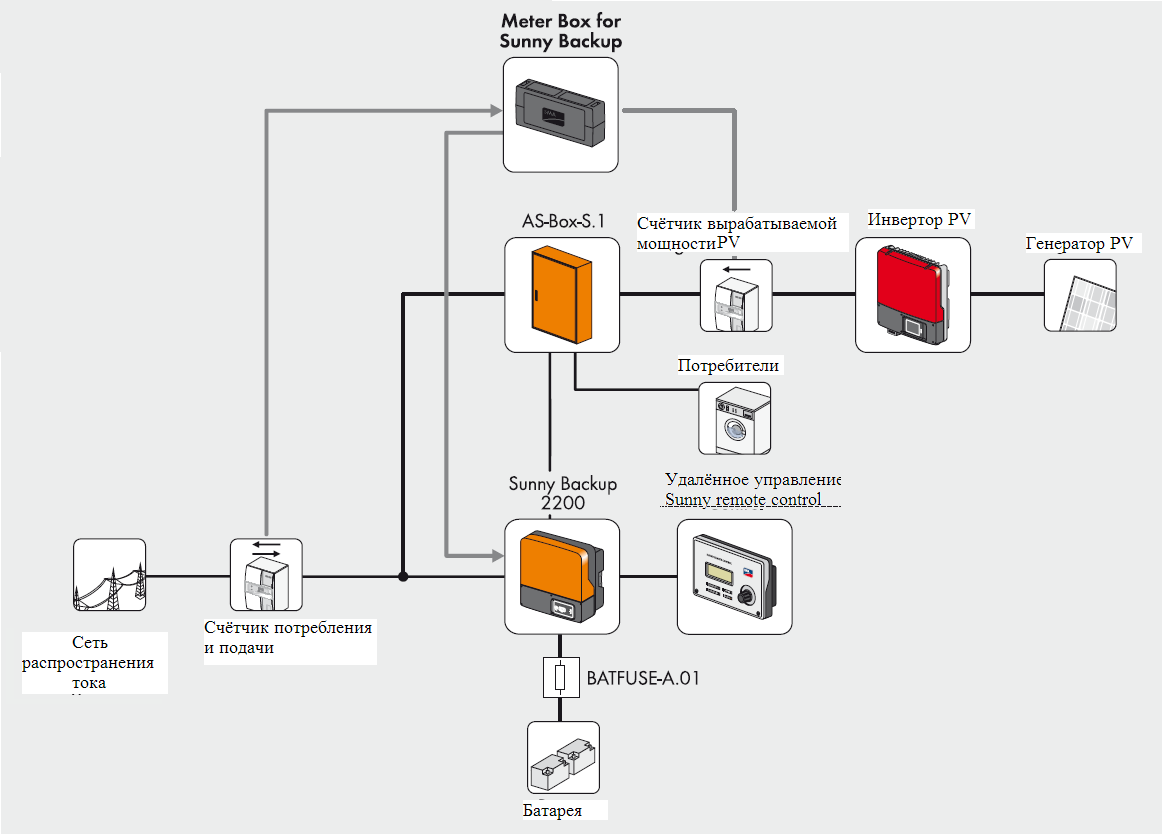 Meter Box for
Sunny Backup
AS-Box-S.1
Счётчик вырабатываемой
мощностиPV
Инвертор PV
Генератор PV
Потребители
Sunny Backup
2200
Удалённое управление
Sunny remote control
Счётчик потребления
и подачи
Сеть
распространения
тока
BATFUSE-A.01
Батарея